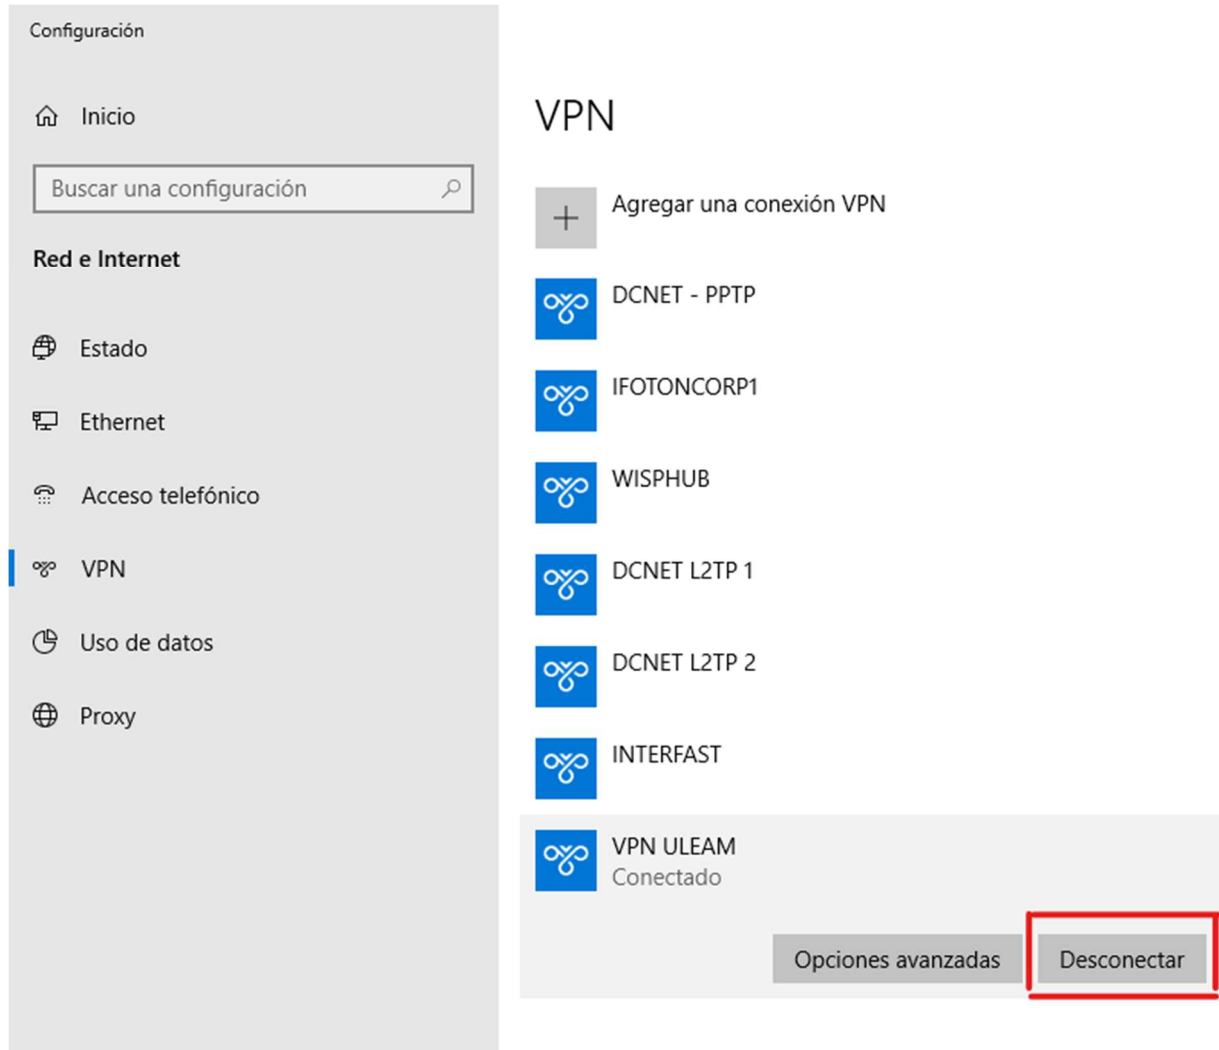 Configuración
Inicio
Buscar una configuración
Red e Internet
Estado
Ethernet
Acceso telefónico
VPN
Uso de datos
Proxy
VPN
Agregar una conexión VPN
DCNET - PPTP
IFOTONCORP1
WISPHUB
DCNET L2TP 1
DCNET L2TP 2
INTERFAST
VPN ULEAM
Conectado
Opciones avanzadas
Desconectar